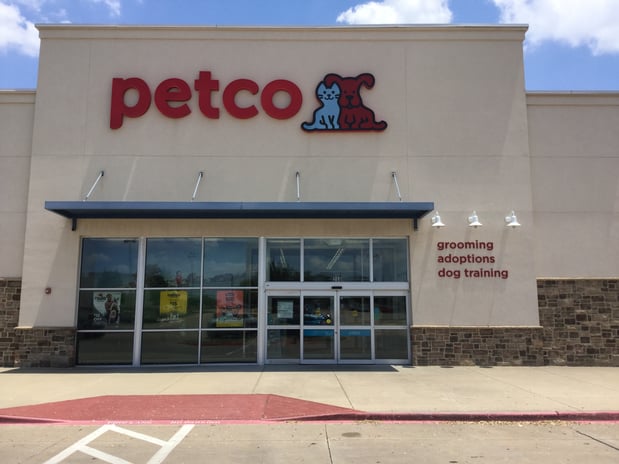 petco
grooming
adoptions
dog training